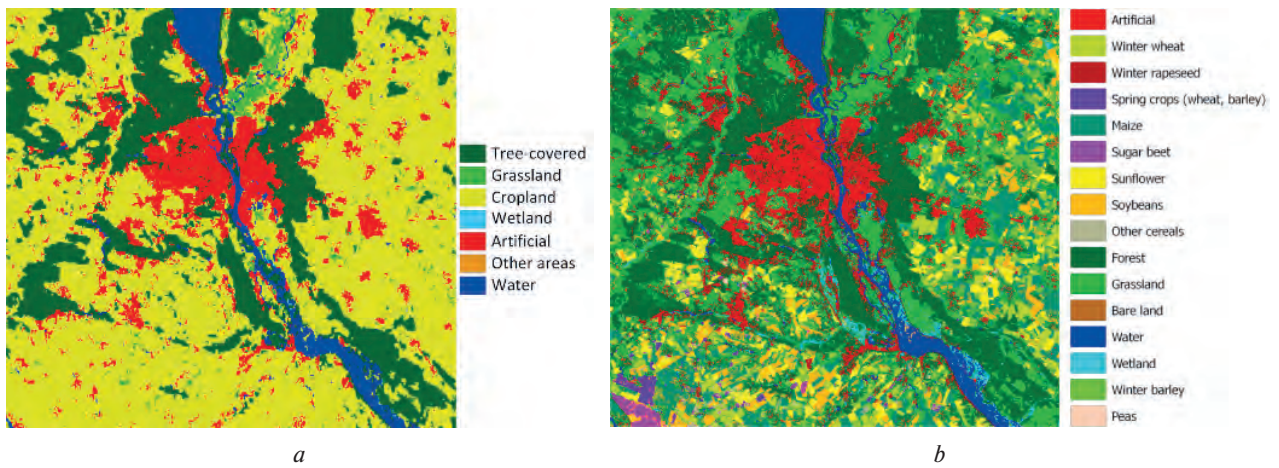 Tree-covered
Grassland
Cropland
Wetland
Artificial
Other areas
Water
a
Artificial
Winter wheat
Winter rapeseed
Spring crops (wheat, barley)
Maize
Sugar beet
Sunflower
Soybeans
Other cereals
Forest
Grassland
Bare land
Water
Wetland
Winter barley
Peas
b